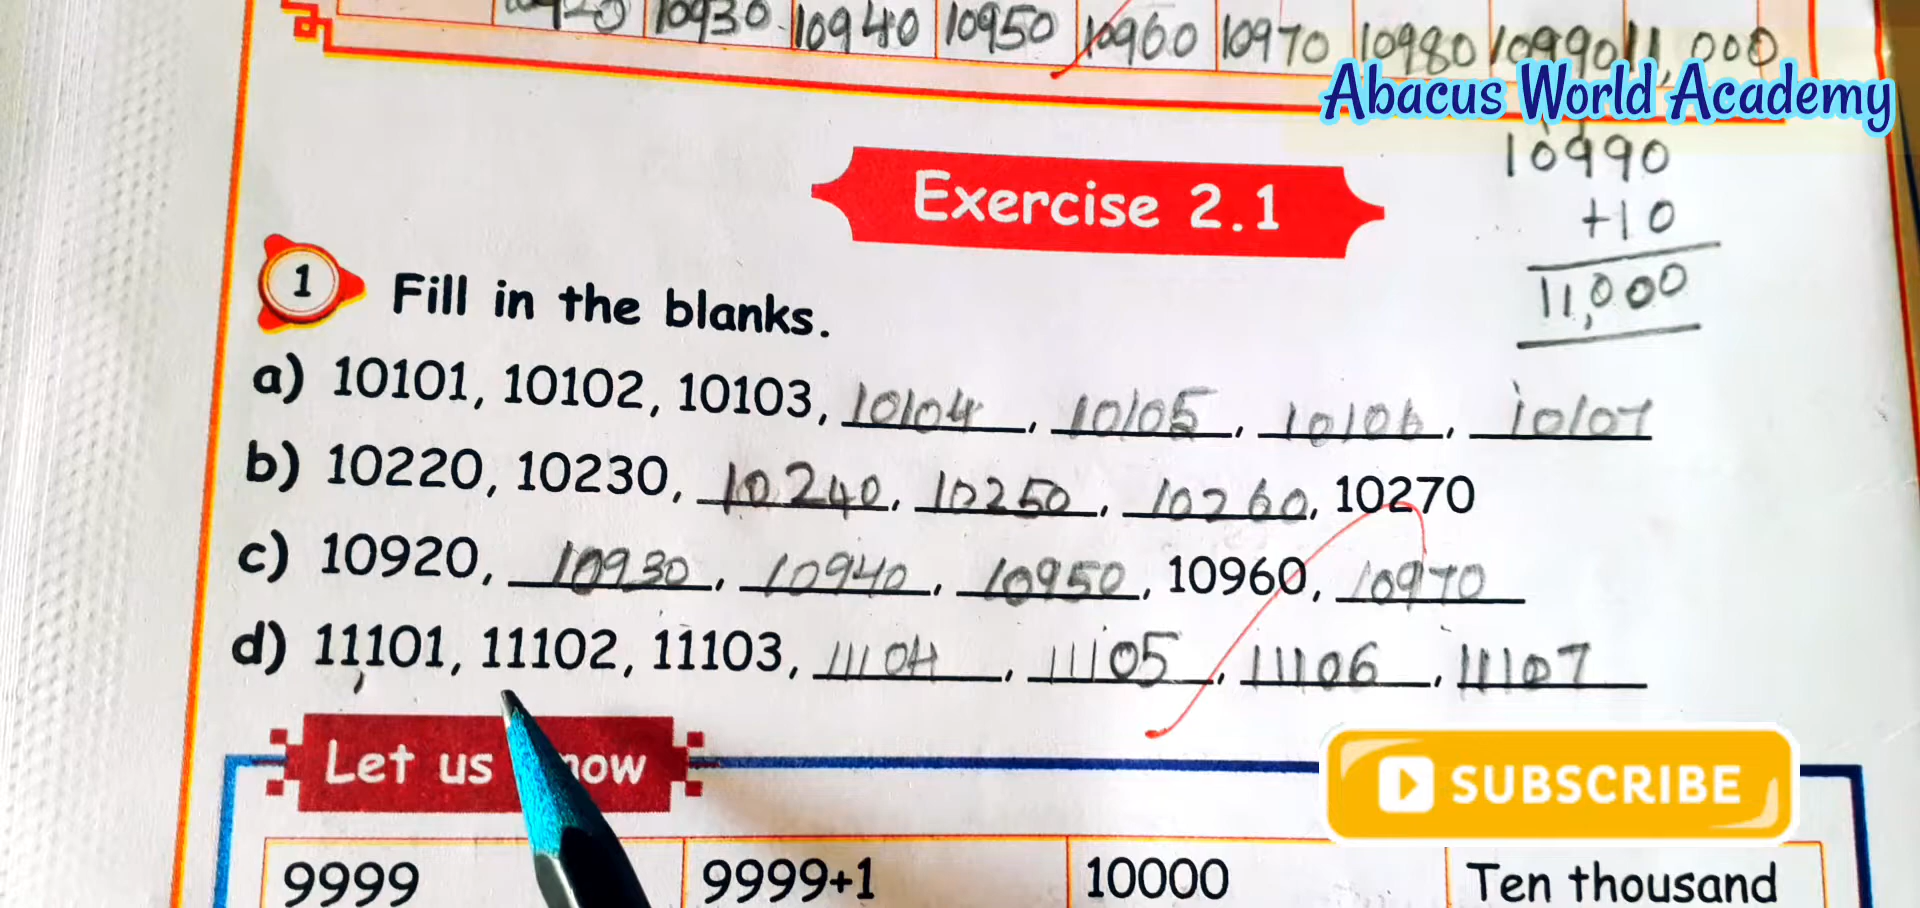 10930 10940 10950 10960 10970 10980 10990 11,000
Abacus World Academy
10990
+10
11,000
Exercise 2.1
1 Fill in the blanks.
a) 10101, 10102, 10103, 10104, 10105, 10106, 10107
b) 10220, 10230, 10240, 10250, 10260, 10270
c) 10920, 10930, 10940, 10950, 10960, 10970
d) 11101, 11102, 11103, 11104, 11105, 11106, 11107
Let us now
SUBSCRIBE
9999 9999+1 10000 Ten thousand